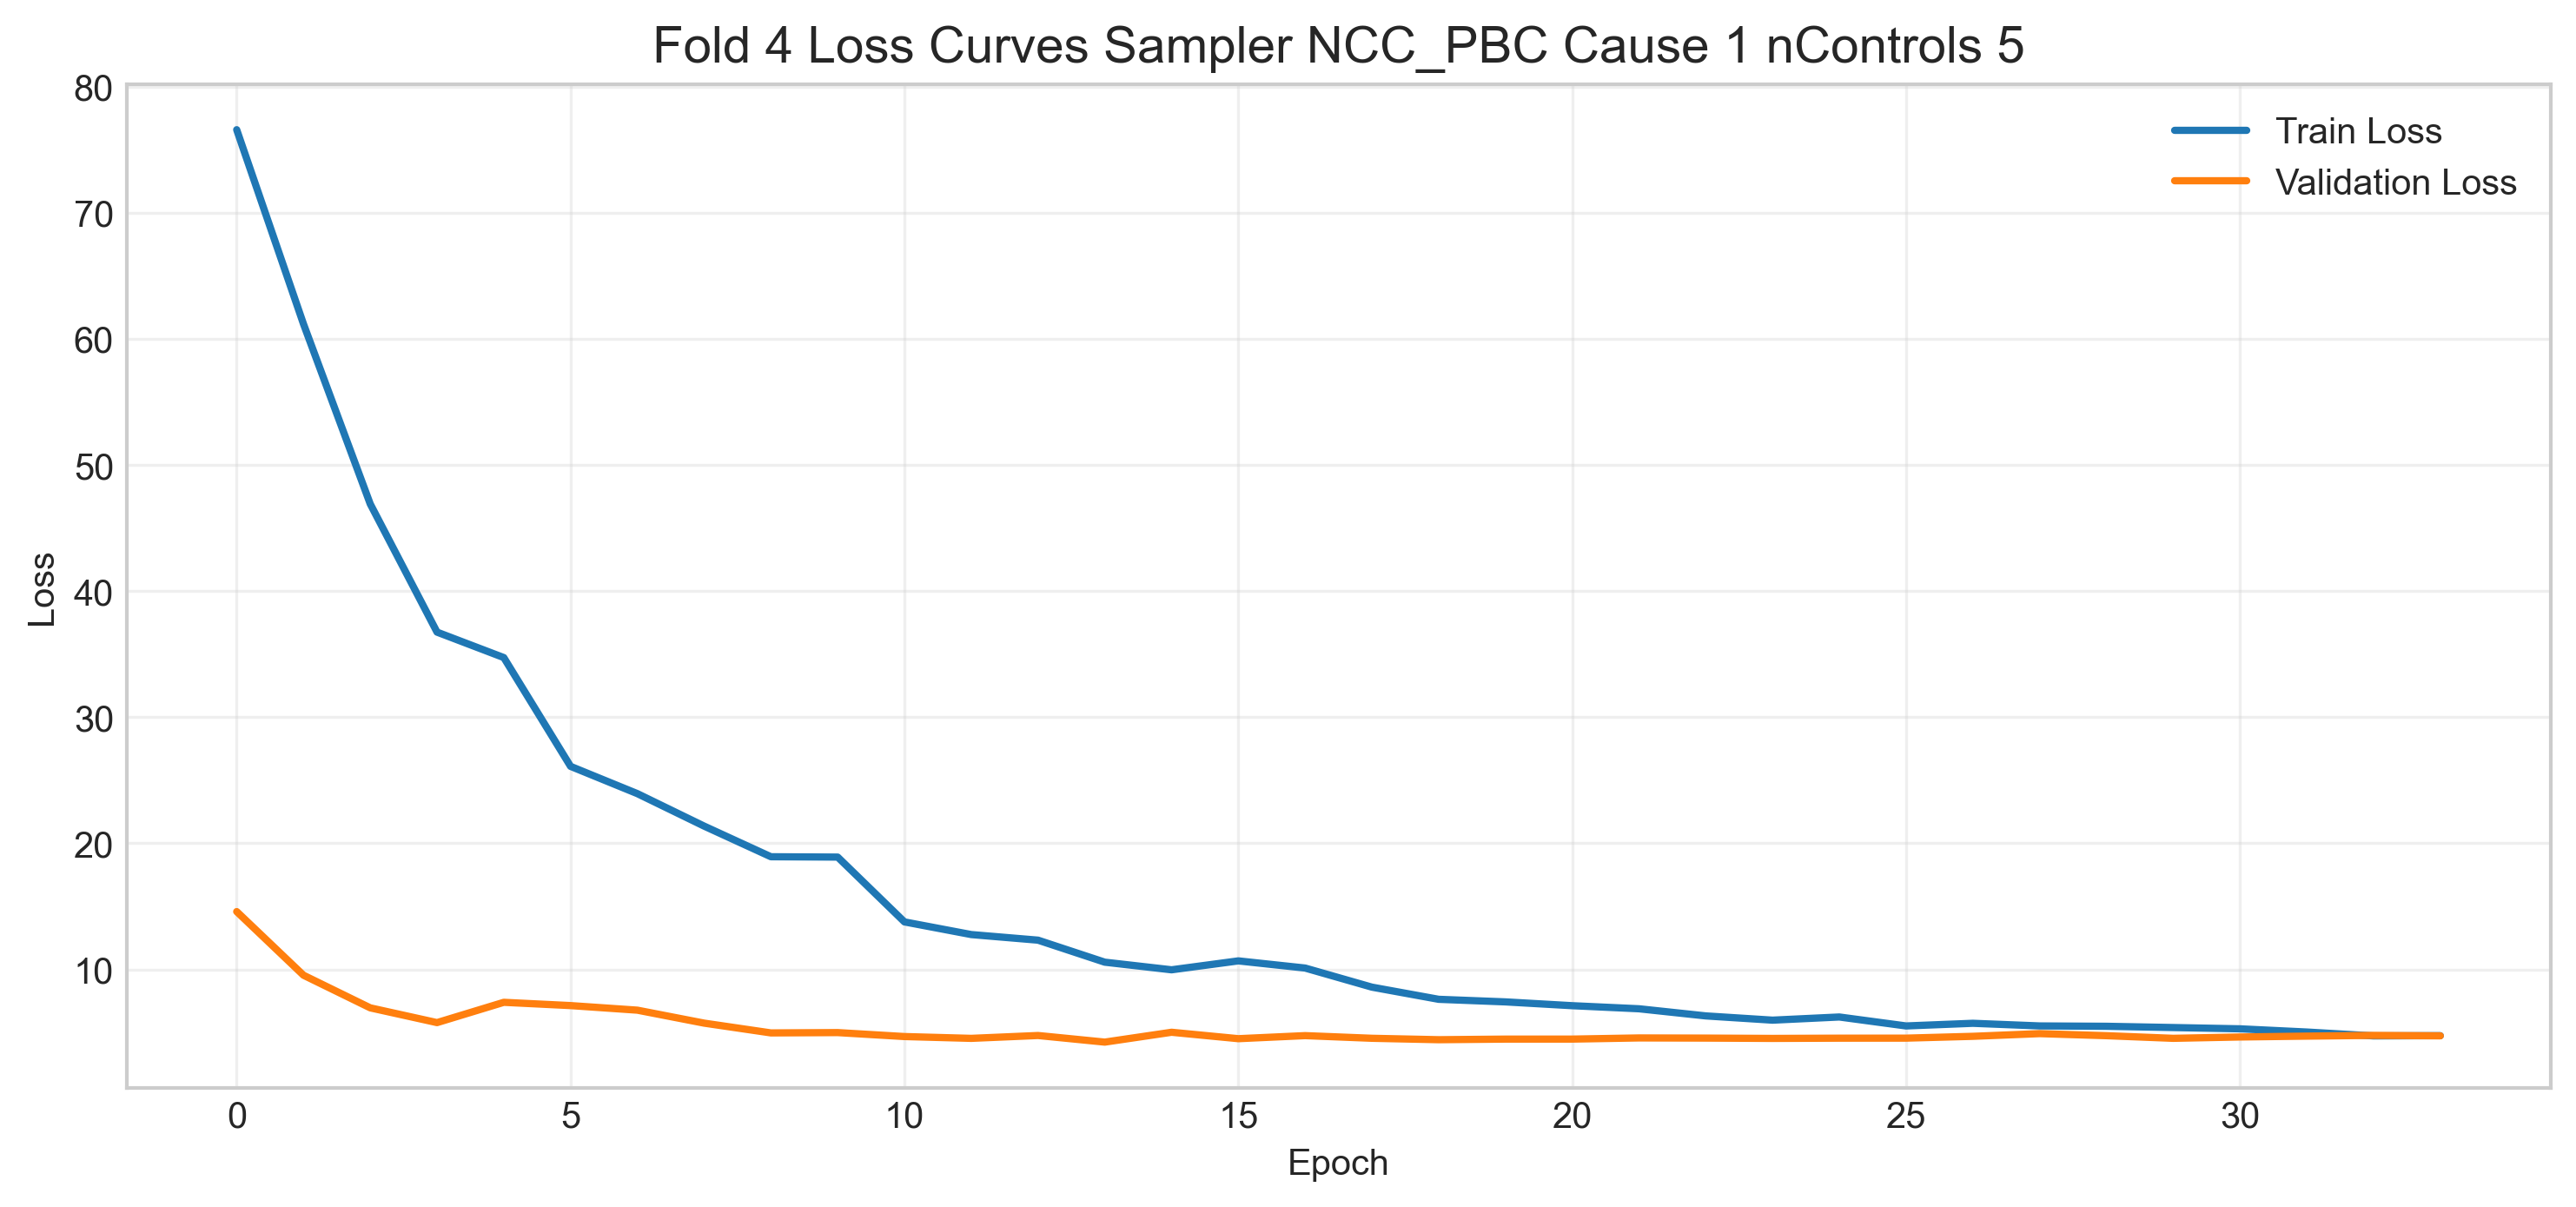 Fold 4 Loss Curves Sampler NCC_PBC Cause 1 nControls 5
80
70
60
50
40
30
20
10
Loss
Train Loss
Validation Loss
0 5 10 15 20 25 30
Epoch